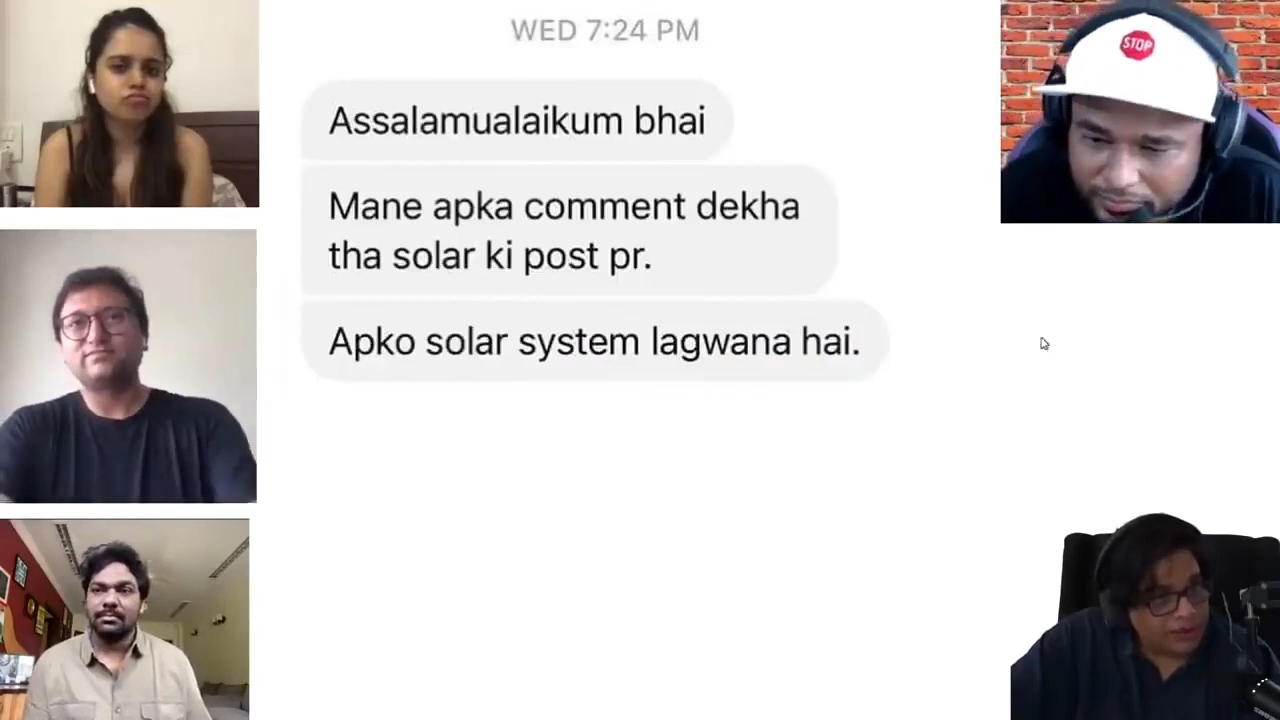 WED 7:24 PM
STOP
Assalamualaikum bhai
Mane apka comment dekha
tha solar ki post pr.
Apko solar system lagwana hai.